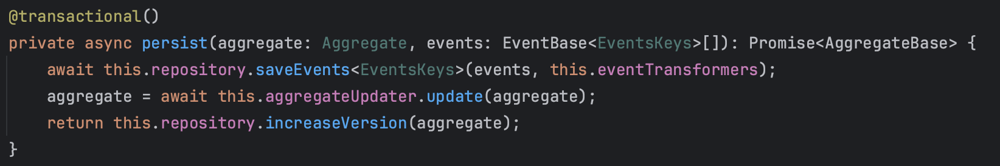 @transactional()
private async persist(aggregate: Aggregate, events: EventBase<EventsKeys>[]): Promise<AggregateBase> {
    await this.repository.saveEvents<EventsKeys>(events, this.eventTransformers);
    aggregate = await this.aggregateUpdater.update(aggregate);
    return this.repository.increaseVersion(aggregate);
}